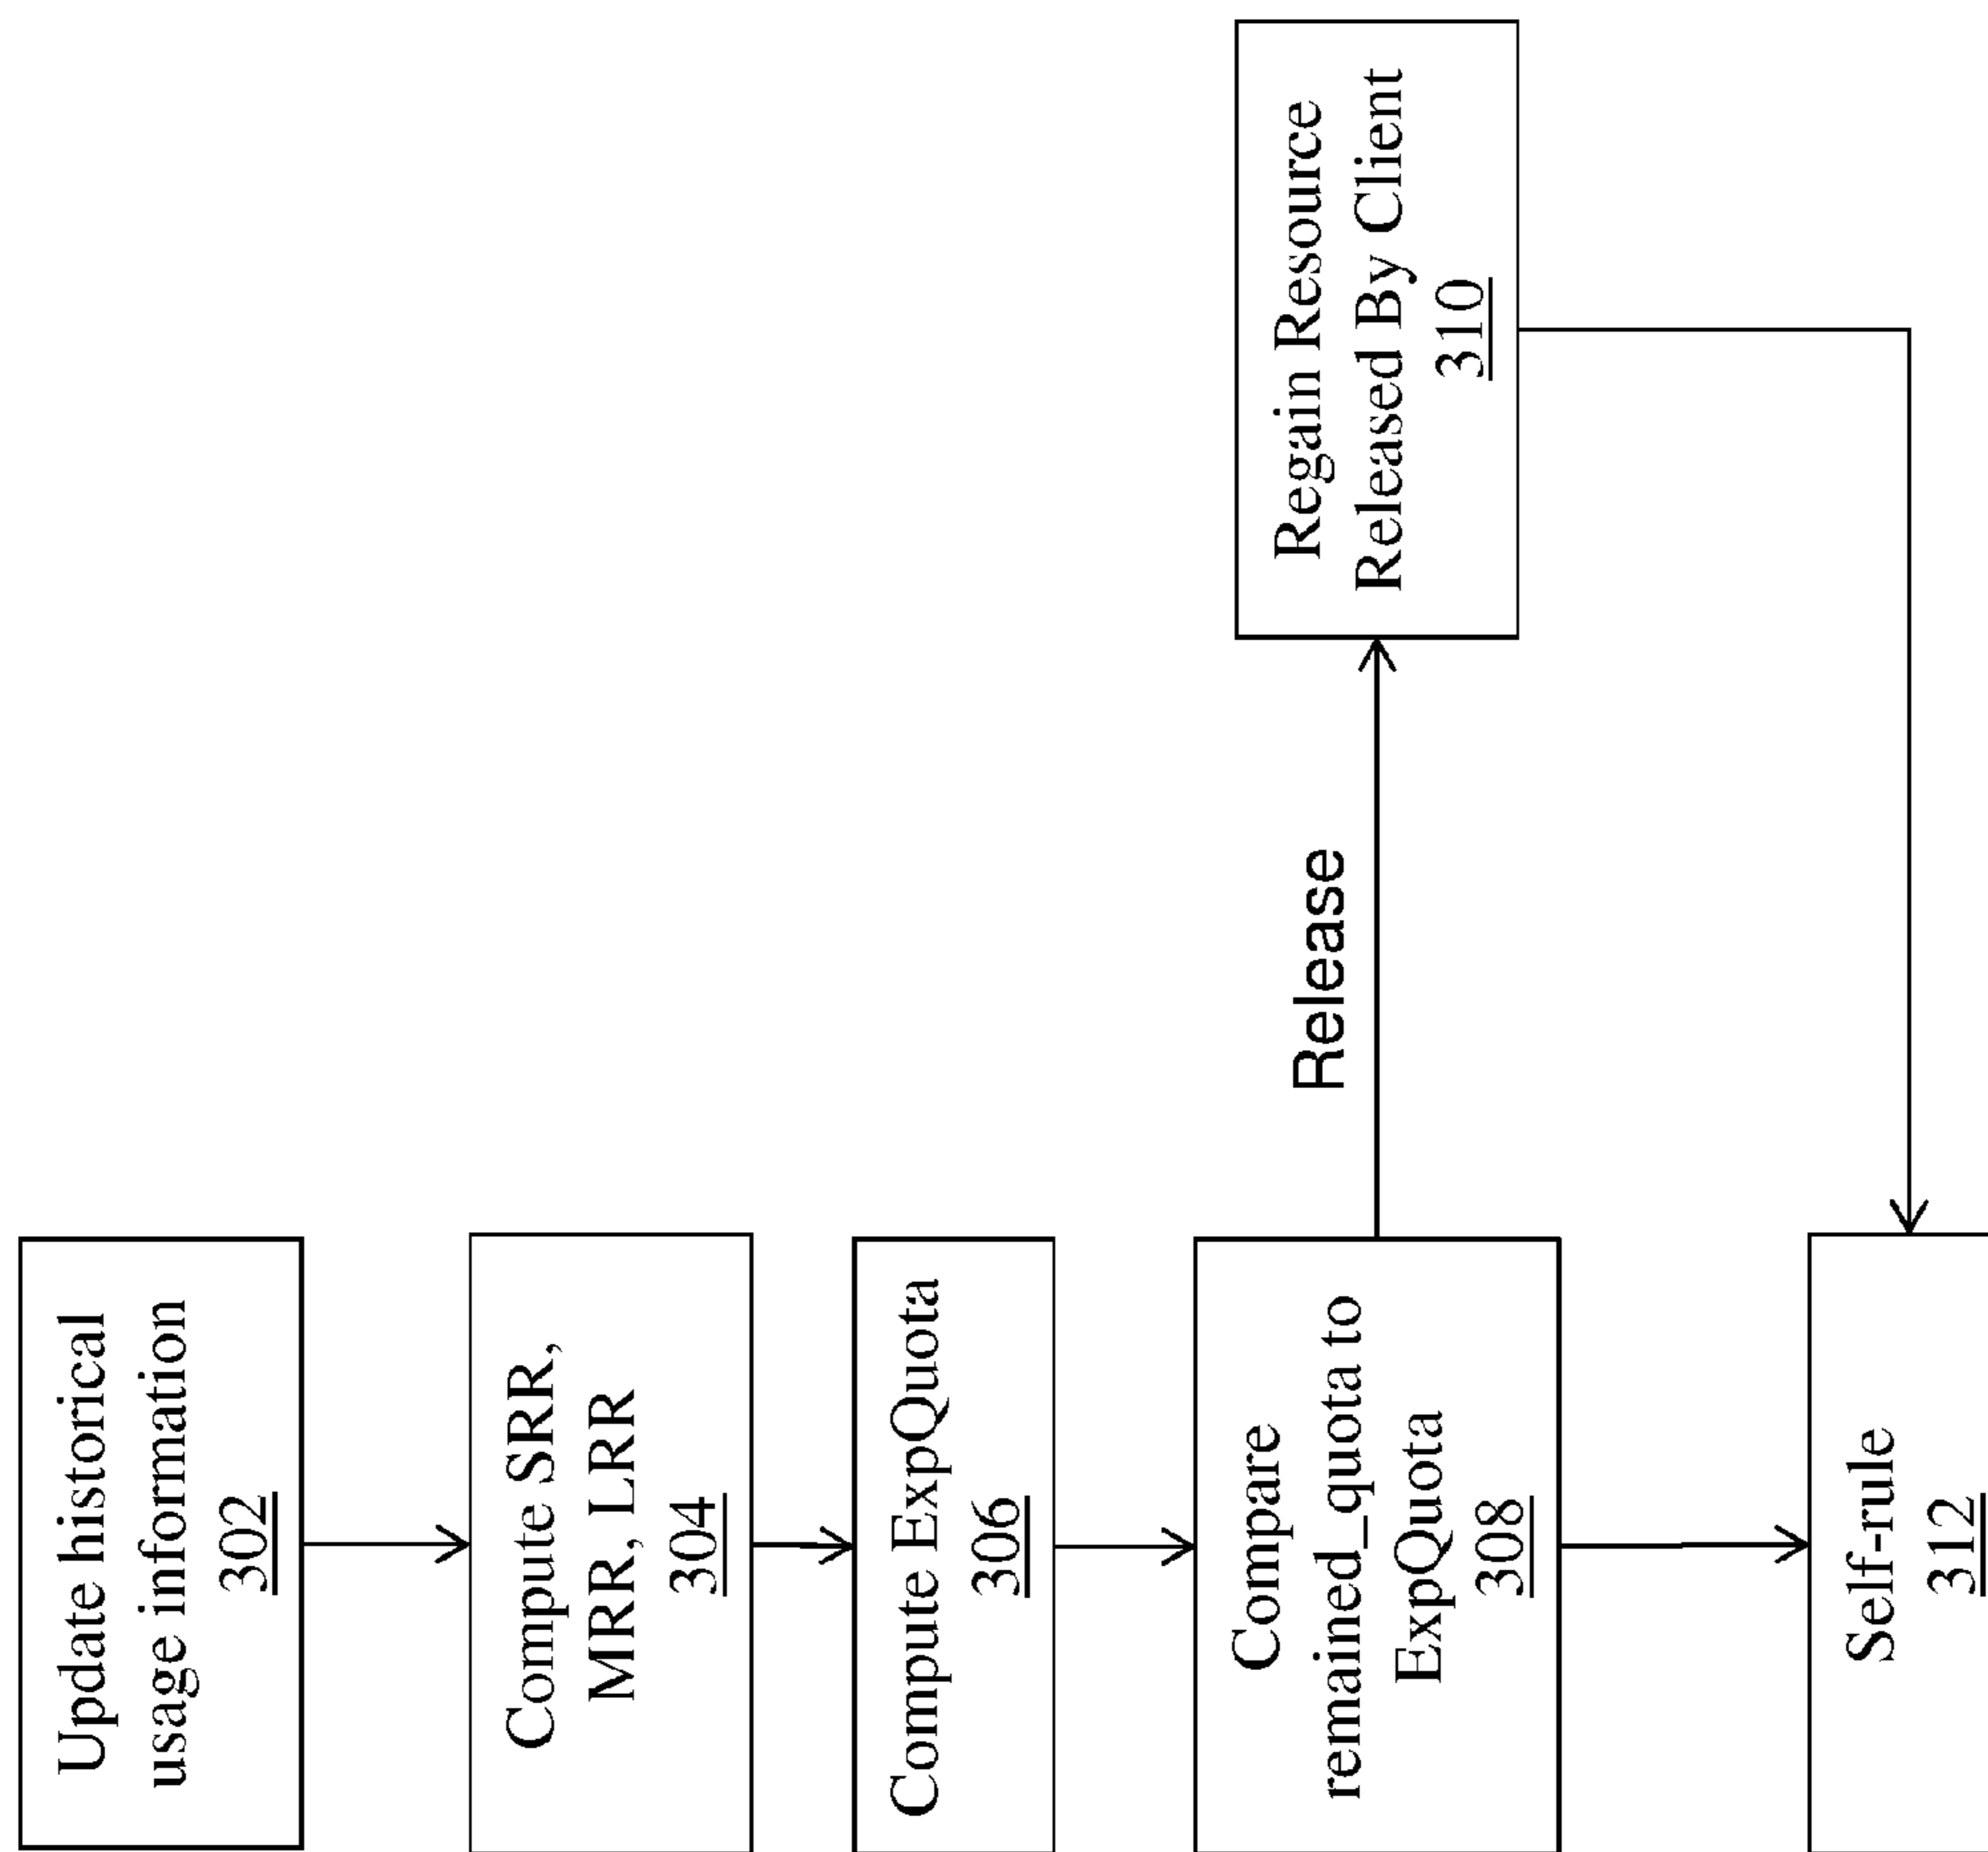 Update historical
usage information
302
Compute SRR,
MRR, LRR
304
Compute ExpQuota
306
Compare
remained_quota to
ExpQuota
308
Release
Regain Resource
Released By Client
310
Self-rule
312